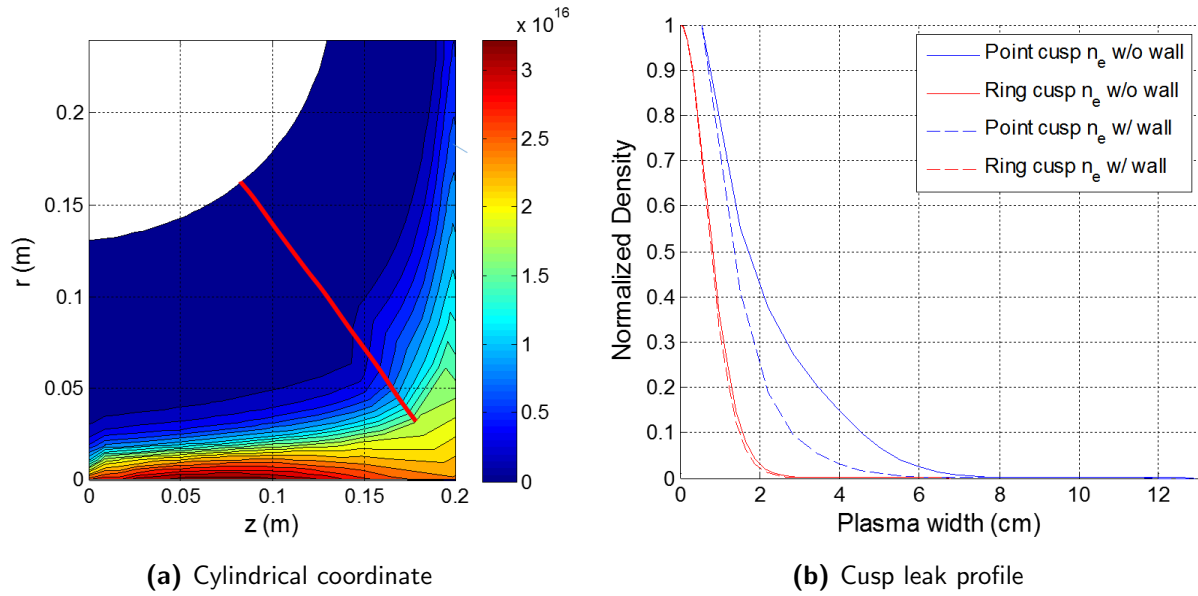 x 10^16
3
2.5
2
1.5
1
0.5
0
0.2
0.15
0.1
0.05
0
r (m)
0 0.05 0.1 0.15 0.2
z (m)
(a) Cylindrical coordinate
1
0.9
0.8
0.7
0.6
0.5
0.4
0.3
0.2
0.1
0
Normalized Density
Point cusp n_e w/o wall
Ring cusp n_e w/o wall
Point cusp n_e w/ wall
Ring cusp n_e w/ wall
0 2 4 6 8 10 12
Plasma width (cm)
(b) Cusp leak profile